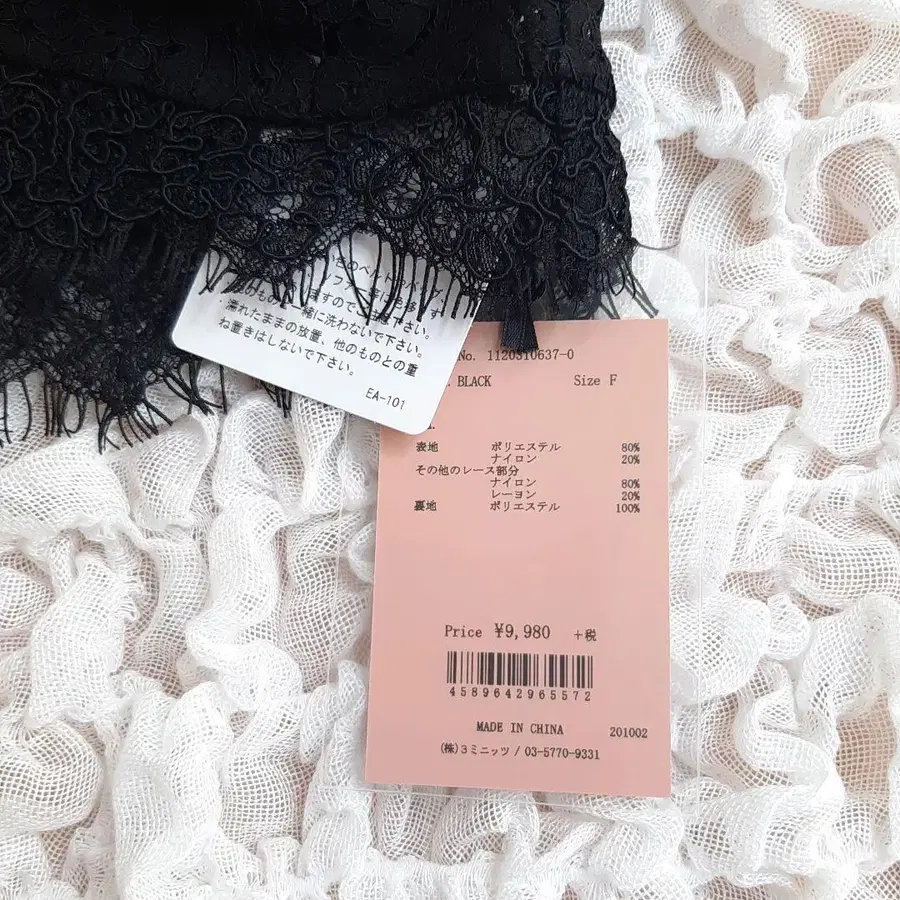 濡れたままの放置、他のものとの重
ね置きはしないで下さい。
EA-101
No. 1120310637-0
BLACK Size F
表地 ポリエステル 80%
ナイロン 20%
その他のレース部分
ナイロン 80%
レーヨン 20%
裏地 ポリエステル 100%
Price ¥9,980 +税
4589642965572
MADE IN CHINA 201002
(株)3ミニッツ / 03-5770-9331